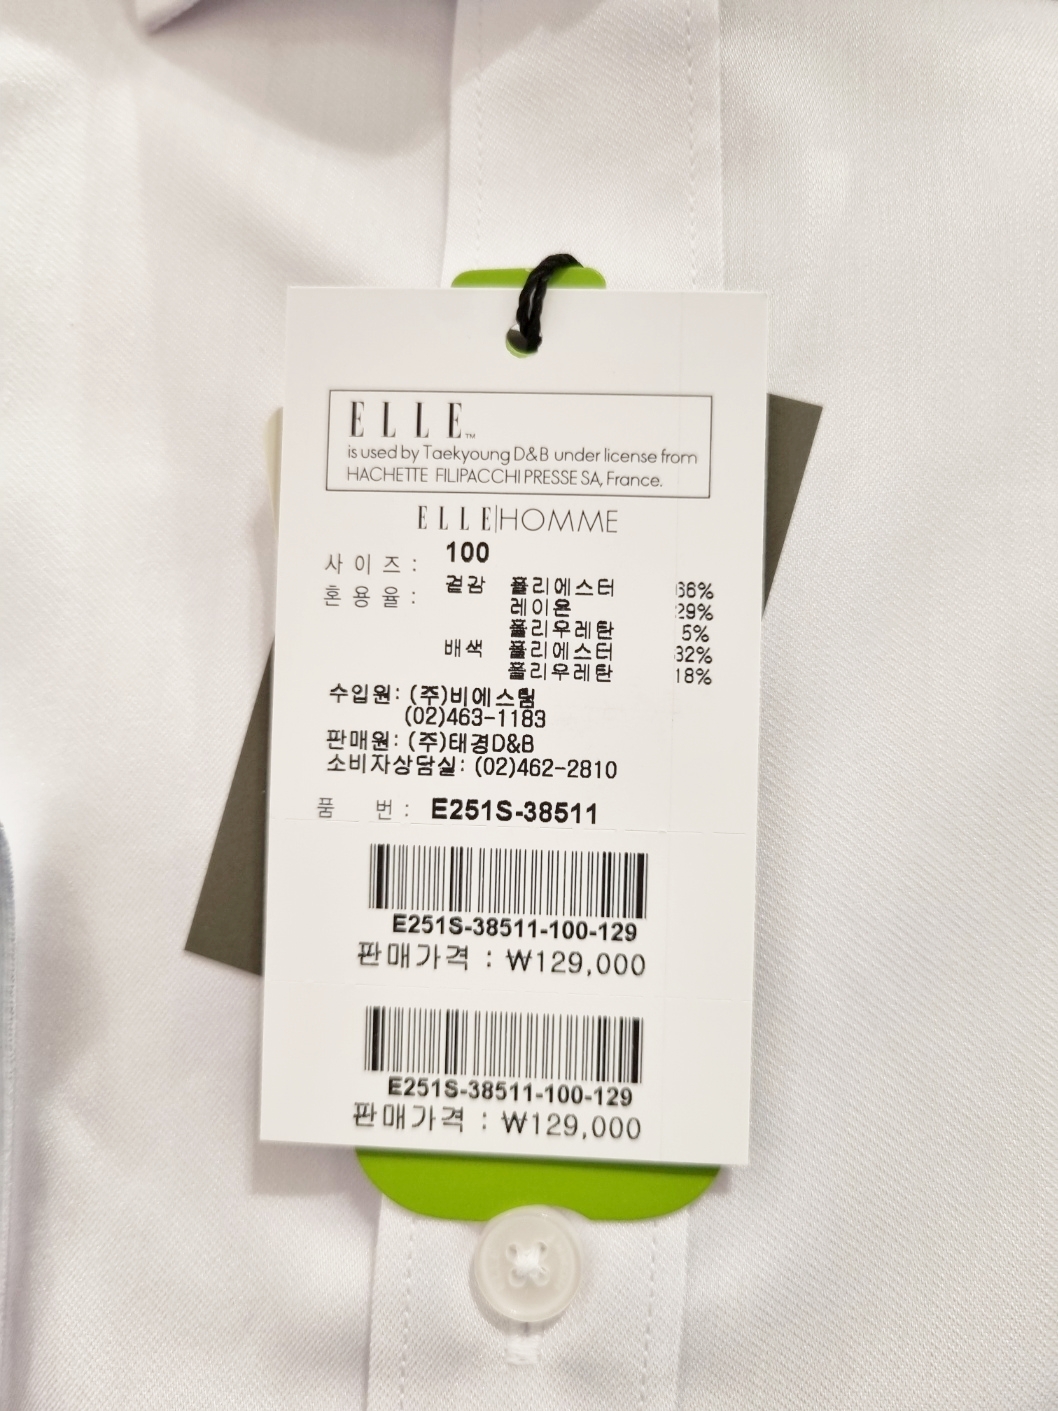 ELLE™
is used by Taekyoung D&B under license from
HACHETTE FILIPACCHI PRESSE SA, France.
ELLE|HOMME
사이즈: 100
혼용율: 겉감 폴리에스터 66%
레이온 29%
폴리우레탄 5%
배색 폴리에스터
폴리우레탄 18%
수입원: (주)비에스팀
(02)463-1183
판매원: (주)태경D&B
소비자상담실: (02)462-2810
품 번: E251S-38511
E251S-38511-100-129
판매가격 : ₩129,000
E251S-38511-100-129
판매가격 : ₩129,000